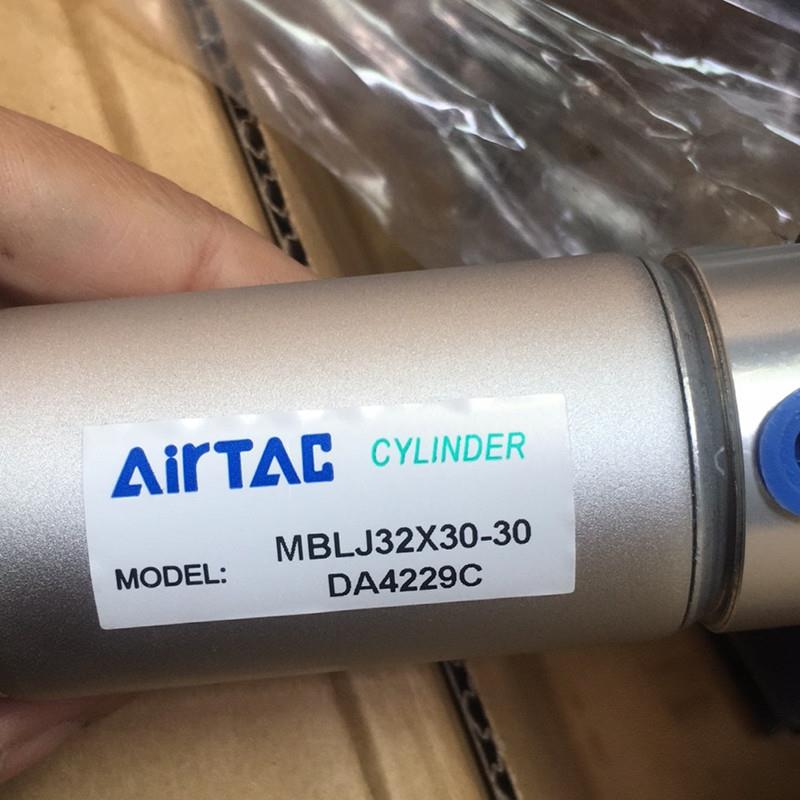 AirTAC CYLINDER
MODEL: MBLJ32X30-30
DA4229C